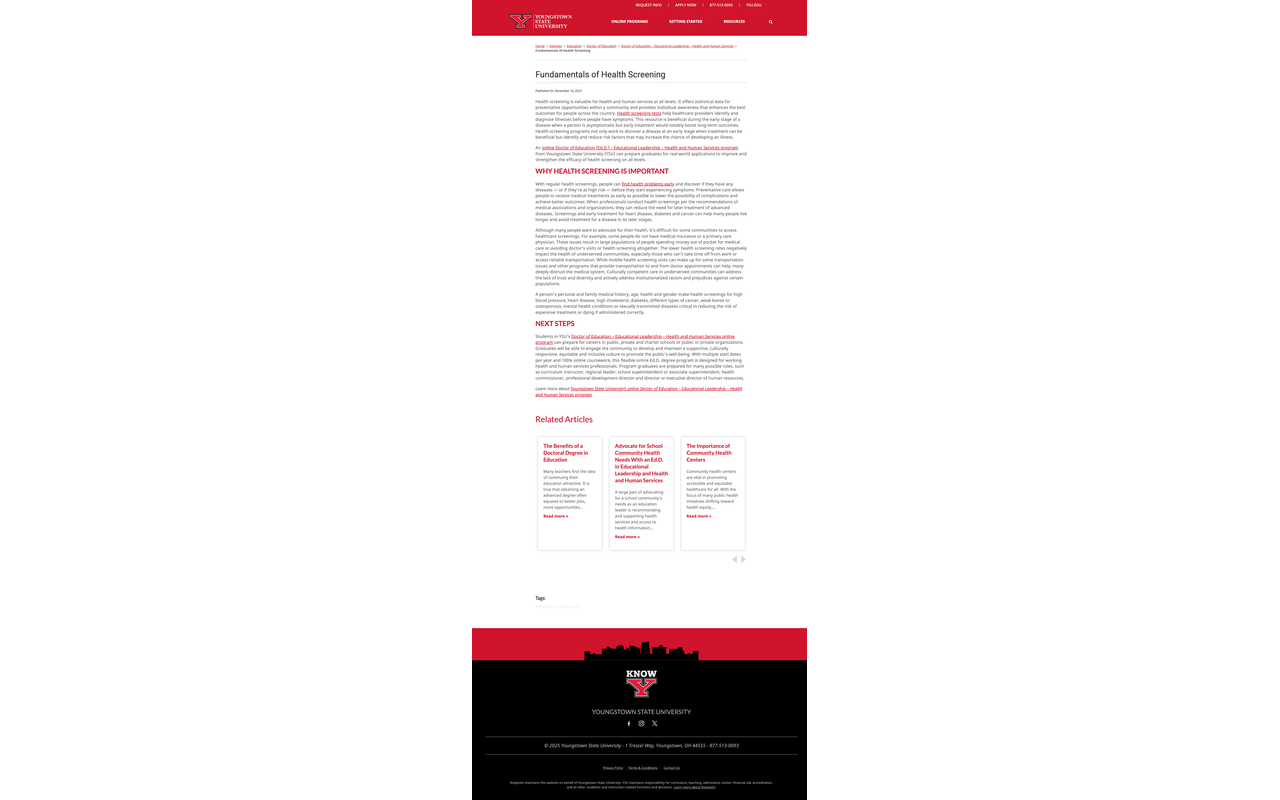 REQUEST INFO | APPLY NOW | 877-513-0093 | YSU.EDU
YOUNGSTOWN
STATE
UNIVERSITY
ONLINE PROGRAMS GETTING STARTED RESOURCES
Home » Degrees » Education » Doctor of Education » Doctor of Education – Educational Leadership – Health and Human Services »
Fundamentals of Health Screening
Fundamentals of Health Screening
Published On: November 14, 2023
Health screening is valuable for health and human services at all levels. It offers statistical data for
preventative opportunities within a community and provides individual awareness that enhances the best
outcomes for people across the country. Health screening tests help healthcare providers identify and
diagnose illnesses before people have symptoms. This resource is beneficial during the early stage of a
disease when a person is asymptomatic but early treatment would notably boost long-term outcomes.
Health screening programs not only work to discover a disease at an early stage when treatment can be
beneficial but identify and reduce risk factors that may increase the chance of developing an illness.
An online Doctor of Education (Ed.D.) – Educational Leadership – Health and Human Services program
from Youngstown State University (YSU) can prepare graduates for real-world applications to improve and
strengthen the efficacy of health screening on all levels.
WHY HEALTH SCREENING IS IMPORTANT
With regular health screenings, people can find health problems early and discover if they have any
diseases — or if they're at high risk — before they start experiencing symptoms. Preventative care allows
people to receive medical treatments as early as possible to lower the possibility of complications and
achieve better outcomes. When professionals conduct health screenings per the recommendations of
medical associations and organizations, they can reduce the need for later treatment of advanced
diseases. Screenings and early treatment for heart disease, diabetes and cancer can help many people live
longer and avoid treatment for a disease in its later stages.
Although many people want to advocate for their health, it's difficult for some communities to access
healthcare screenings. For example, some people do not have medical insurance or a primary care
physician. These issues result in large populations of people spending money out of pocket for medical
care or avoiding doctor's visits or health screening altogether. The lower health screening rates negatively
impact the health of underserved communities, especially those who can't take time off from work or
access reliable transportation. While mobile health screening units can make up for some transportation
issues and other programs that provide transportation to and from doctor appointments can help, many
deeply distrust the medical system. Culturally competent care in underserved communities can address
the lack of trust and diversity and actively address institutionalized racism and prejudices against certain
populations.
A person's personal and family medical history, age, health and gender make health screenings for high
blood pressure, heart disease, high cholesterol, diabetes, different types of cancer, weak bones or
osteoporosis, mental health conditions or sexually transmitted diseases critical in reducing the risk of
expensive treatment or dying if administered correctly.
NEXT STEPS
Students in YSU's Doctor of Education – Educational Leadership – Health and Human Services online
program can prepare for careers in public, private and charter schools or public or private organizations.
Graduates will be able to engage the community to develop and maintain a supportive, culturally
responsive, equitable and inclusive culture to promote the public's well-being. With multiple start dates
per year and 100% online coursework, this flexible online Ed.D. degree program is designed for working
health and human services professionals. Program graduates are prepared for many possible roles, such
as curriculum instructor, regional leader, school superintendent or associate superintendent, health
commissioner, professional development director and director or executive director of human resources.
Learn more about Youngstown State University's online Doctor of Education – Educational Leadership – Health
and Human Services program.
Related Articles
The Benefits of a
Doctoral Degree in
Education
Many teachers find the idea
of continuing their
education attractive. It is
true that obtaining an
advanced degree often
equates to better jobs,
more opportunities...
Read more »
Advocate for School
Community Health
Needs With an Ed.D.
in Educational
Leadership and Health
and Human Services
A large part of advocating
for a school community's
needs as an education
leader is recommending
and supporting health
services and access to
health information...
Read more »
The Importance of
Community Health
Centers
Community health centers
are vital in promoting
accessible and equitable
healthcare for all. With the
focus of many public health
initiatives shifting toward
health equity,...
Read more »
Tags:
KNOW
Y
YOUNGSTOWN STATE UNIVERSITY
© 2025 Youngstown State University - 1 Tressel Way, Youngstown, OH 44555 - 877-513-0093
Privacy Policy Terms & Conditions Contact Us
Risepoint maintains this website on behalf of Youngstown State University. YSU maintains responsibility for curriculum, teaching, admissions, tuition, financial aid, accreditation,
and all other academic and instruction-related functions and decisions. Learn more about Risepoint.